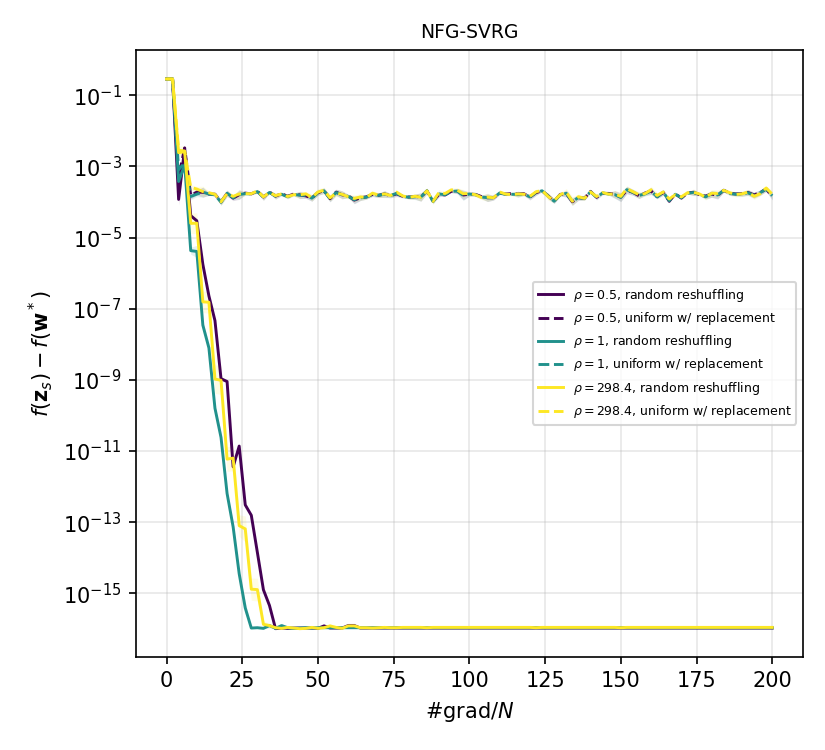 NFG-SVRG
10⁻¹
10⁻³
10⁻⁵
10⁻⁷
10⁻⁹
10⁻¹¹
10⁻¹³
10⁻¹⁵
f(𝐳ₛ) − f(𝐰*)
ρ = 0.5, random reshuffling
ρ = 0.5, uniform w/ replacement
ρ = 1, random reshuffling
ρ = 1, uniform w/ replacement
ρ = 298.4, random reshuffling
ρ = 298.4, uniform w/ replacement
0 25 50 75 100 125 150 175 200
#grad/N